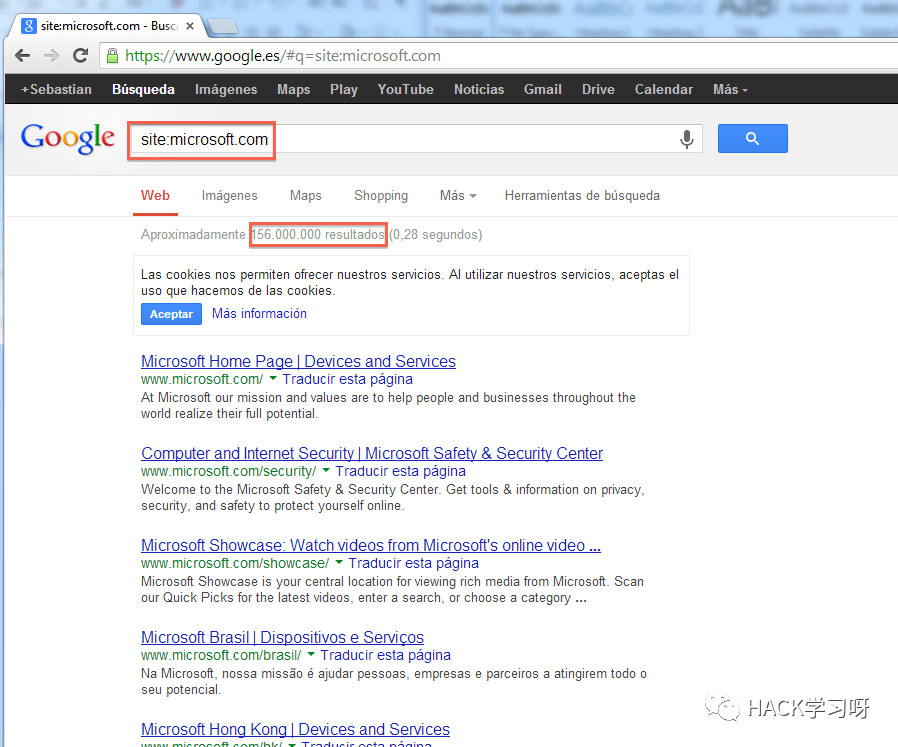 site:microsoft.com - Busca
https://www.google.es/#q=site:microsoft.com
+Sebastian Búsqueda Imágenes Maps Play YouTube Noticias Gmail Drive Calendar Más
Google site:microsoft.com
Web Imágenes Maps Shopping Más Herramientas de búsqueda
Aproximadamente 156.000.000 resultados (0,28 segundos)
Las cookies nos permiten ofrecer nuestros servicios. Al utilizar nuestros servicios, aceptas el
uso que hacemos de las cookies.
Aceptar Más información
Microsoft Home Page | Devices and Services
www.microsoft.com/ Traducir esta página
At Microsoft our mission and values are to help people and businesses throughout the
world realize their full potential.
Computer and Internet Security | Microsoft Safety & Security Center
www.microsoft.com/security/ Traducir esta página
Welcome to the Microsoft Safety & Security Center. Get tools & information on privacy,
security, and safety to protect yourself online.
Microsoft Showcase: Watch videos from Microsoft's online video ...
www.microsoft.com/showcase/ Traducir esta página
Microsoft Showcase is your central location for viewing rich media from Microsoft. Scan
our Quick Picks for the latest videos, enter a search, or choose a category ...
Microsoft Brasil | Dispositivos e Serviços
www.microsoft.com/brasil/ Traducir esta página
Na Microsoft, nossa missão é ajudar pessoas, empresas e parceiros a atingirem todo o
seu potencial.
Microsoft Hong Kong | Devices and Services
www.microsoft.com/hk/ Traducir esta página
HACK学习呀